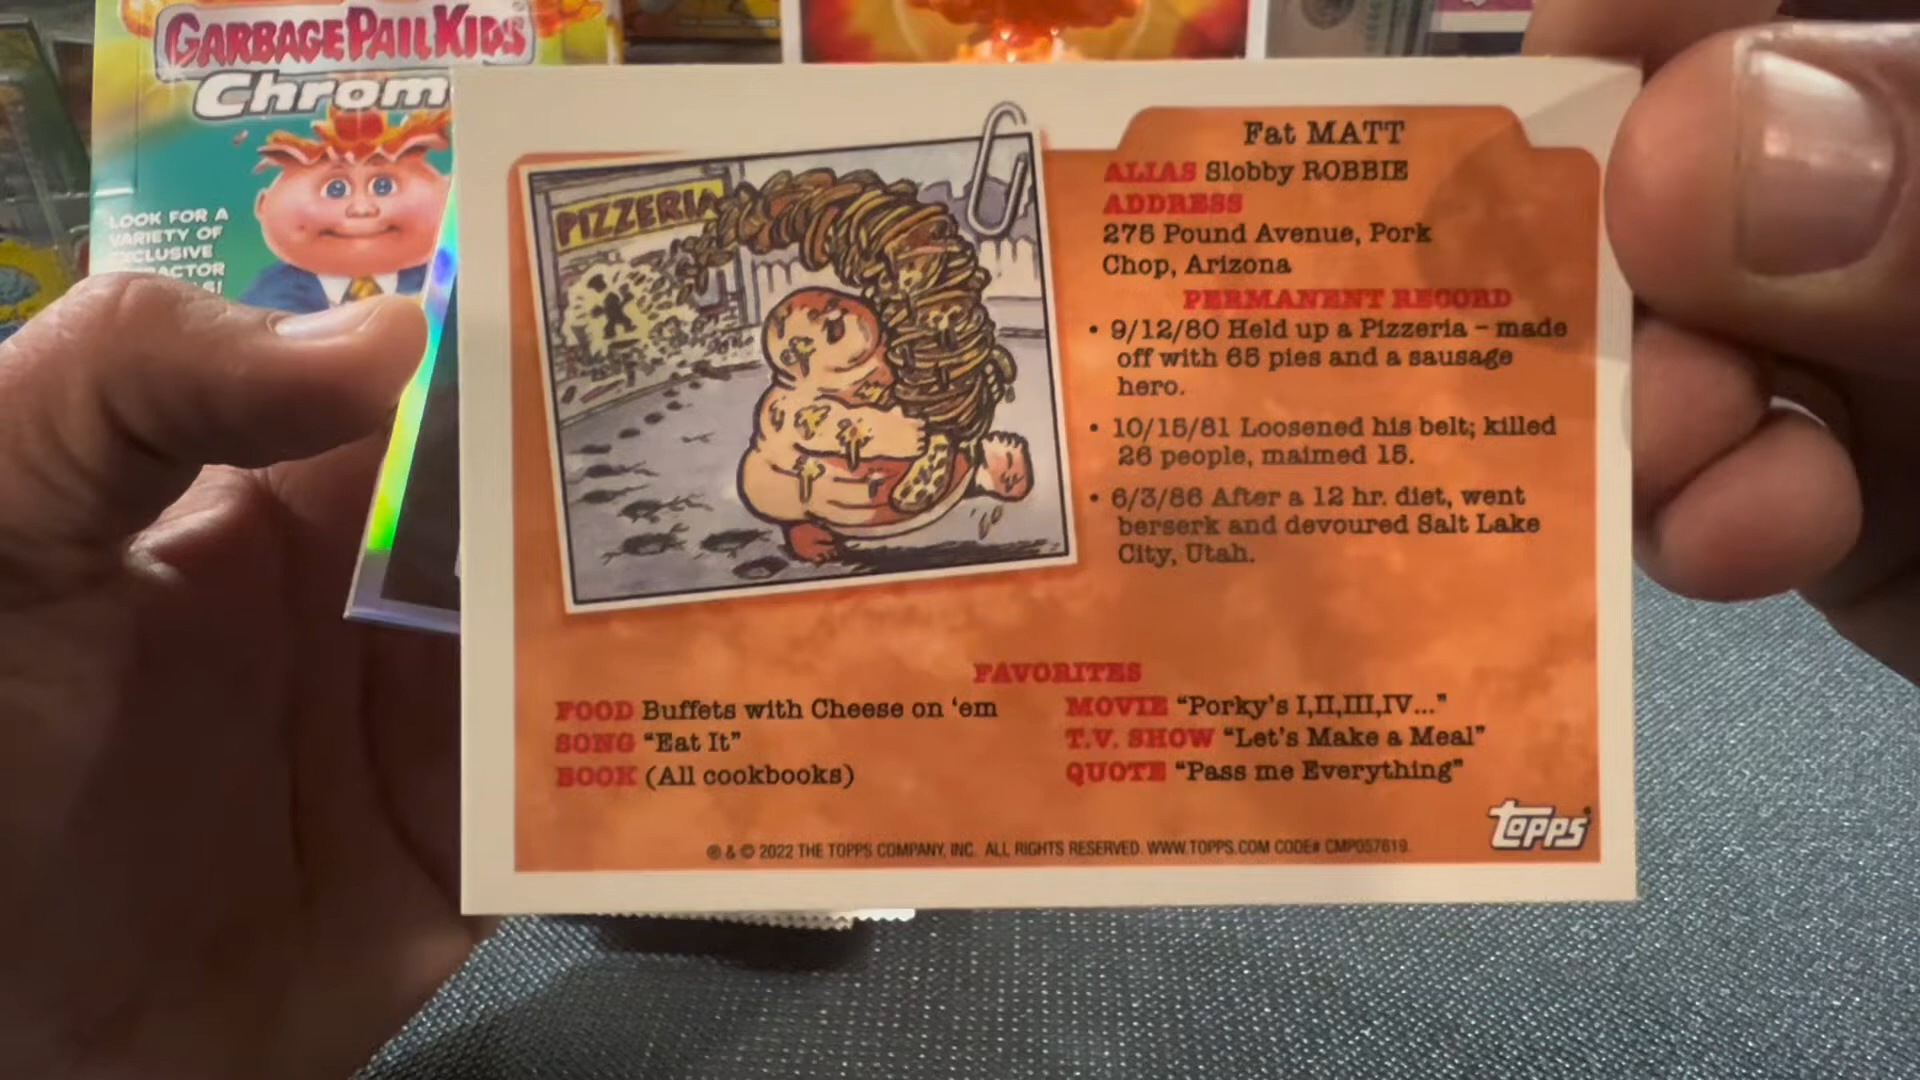 GARBAGE PAIL KIDS
Chrom
LOOK FOR A
VARIETY OF
PIZZERIA
Fat MATT
ALIAS Slobby ROBBIE
ADDRESS
275 Pound Avenue, Pork
Chop, Arizona
PERMANENT RECORD
• 9/12/80 Held up a Pizzeria – made
off with 65 pies and a sausage
hero.
• 10/15/81 Loosened his belt; killed
26 people, maimed 15.
• 6/3/86 After a 12 hr. diet, went
berserk and devoured Salt Lake
City, Utah.
FAVORITES
FOOD Buffets with Cheese on ‘em
SONG “Eat It”
BOOK (All cookbooks)
MOVIE “Porky’s I,II,III,IV...”
T.V. SHOW “Let’s Make a Meal”
QUOTE “Pass me Everything”
Topps®
® & © 2022 THE TOPPS COMPANY, INC. ALL RIGHTS RESERVED. WWW.TOPPS.COM CODE# CMP057619